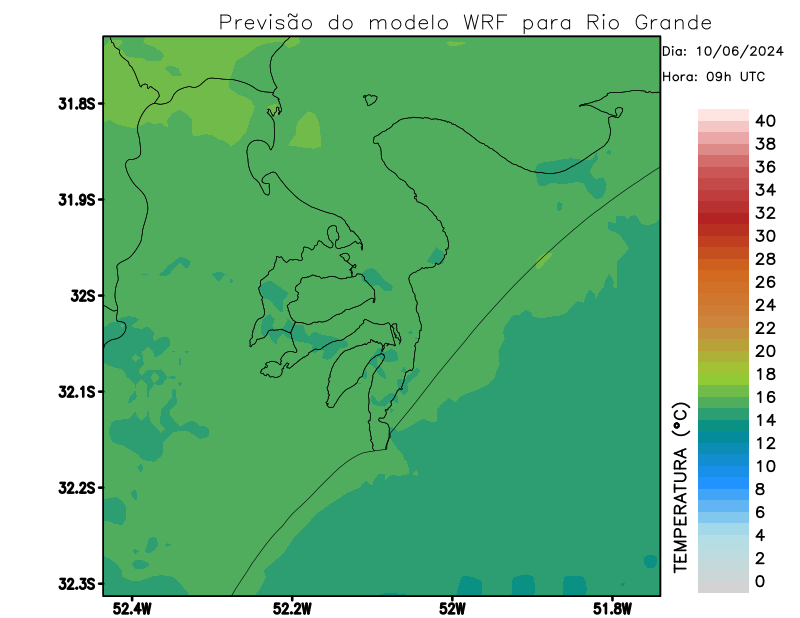 Previsão do modelo WRF para Rio Grande
Dia: 10/06/2024
Hora: 09h UTC
31.8S
31.9S
32S
32.1S
32.2S
32.3S
52.4W
52.2W
52W
51.8W
TEMPERATURA (°C)
40
38
36
34
32
30
28
26
24
22
20
18
16
14
12
10
8
6
4
2
0